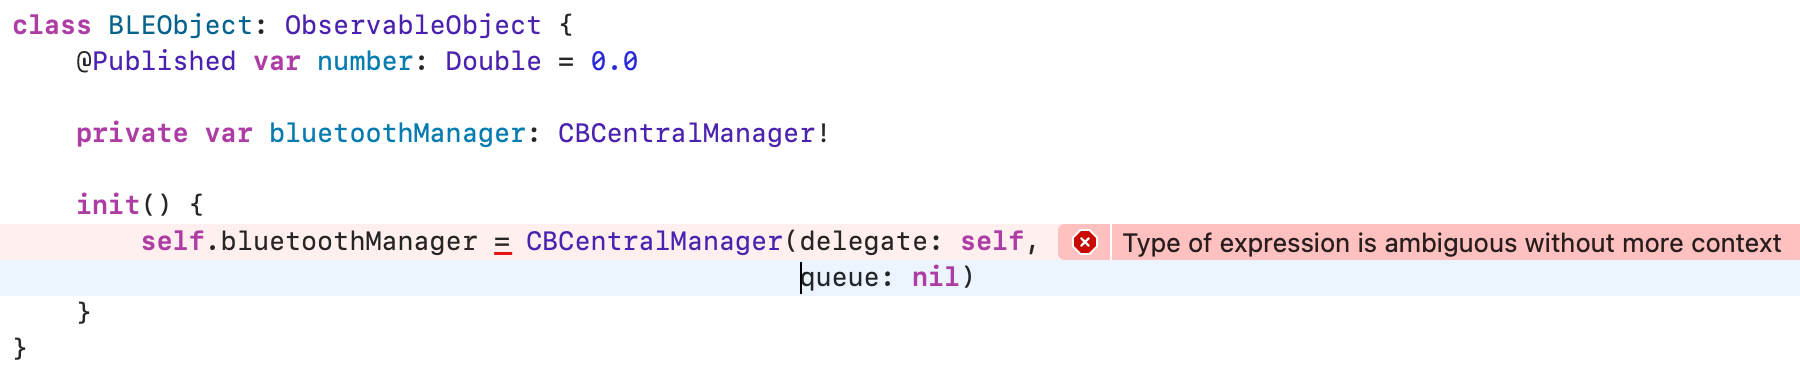 class BLEObject: ObservableObject {
@Published var number: Double = 0.0
private var bluetoothManager: CBCentralManager!
init() {
self.bluetoothManager = CBCentralManager(delegate: self, Type of expression is ambiguous without more context
queue: nil)
}
}